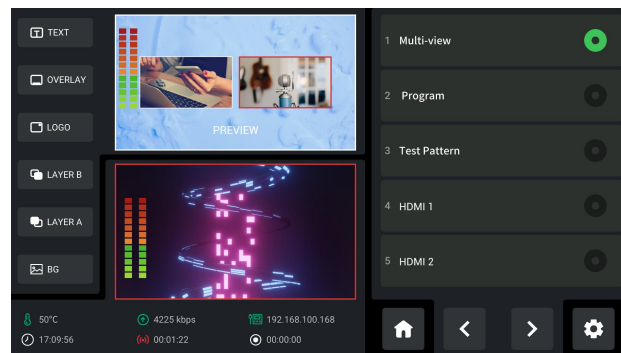 TEXT
OVERLAY
LOGO
LAYER B
LAYER A
BG
PREVIEW
1 Multi-view
2 Program
3 Test Pattern
4 HDMI 1
5 HDMI 2
50°C
4225 kbps
192.168.100.168
17:09:56
00:01:22
00:00:00